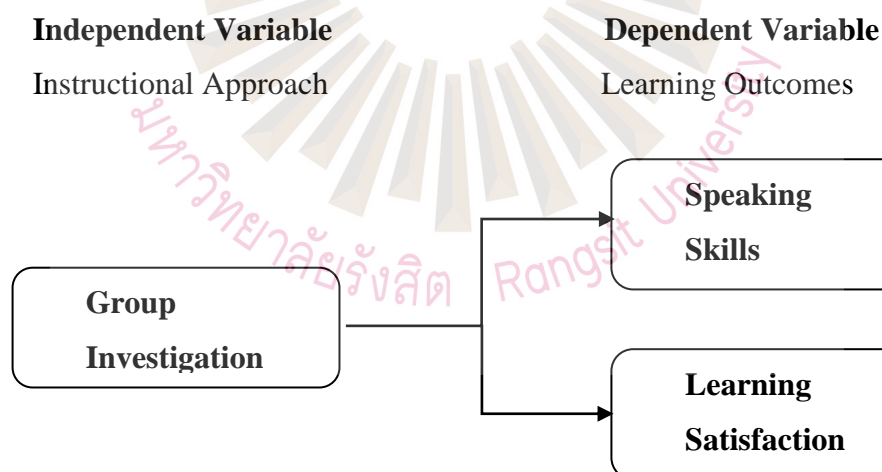 Independent Variable
Dependent Variable
Instructional Approach
Learning Outcomes
มหาวิทยาลัยรังสิต Rangsit University
Speaking
Skills
Group
Investigation
Learning
Satisfaction